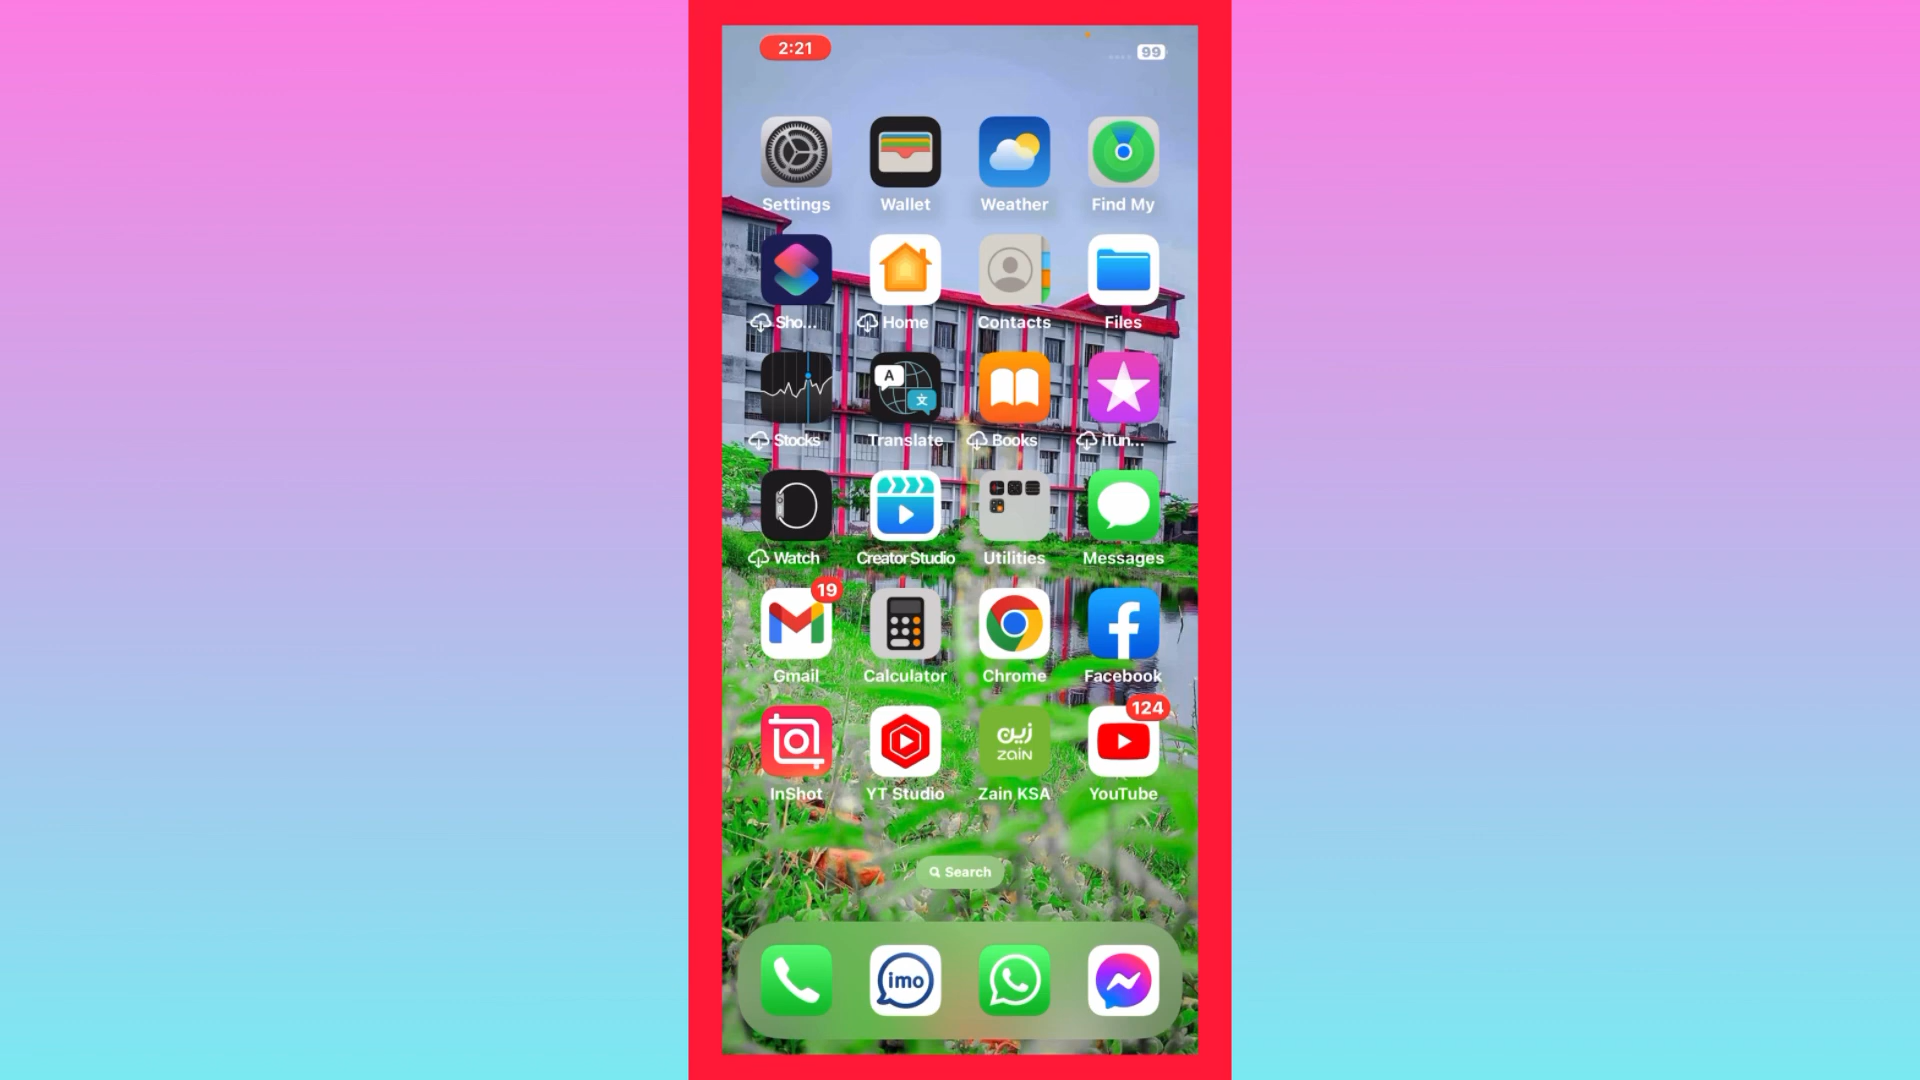 2:21
99
Settings Wallet Weather Find My
Sho... Home Contacts Files
A
文
Stocks Translate Books iTun...
Watch Creator Studio Utilities Messages
19
Gmail Calculator Chrome Facebook
124
زين
zain
InShot YT Studio Zain KSA YouTube
Search
imo